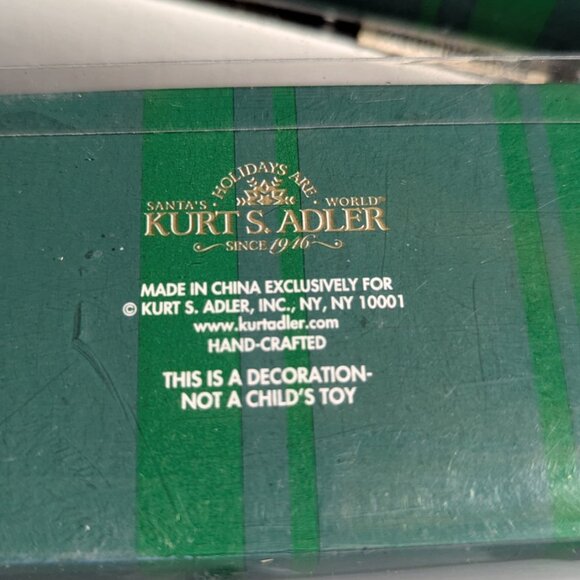 HOLIDAYS ARE
SANTA'S · WORLD®
KURT S. ADLER
SINCE 1946
MADE IN CHINA EXCLUSIVELY FOR
© KURT S. ADLER, INC., NY, NY 10001
www.kurtadler.com
HAND-CRAFTED
THIS IS A DECORATION-
NOT A CHILD'S TOY